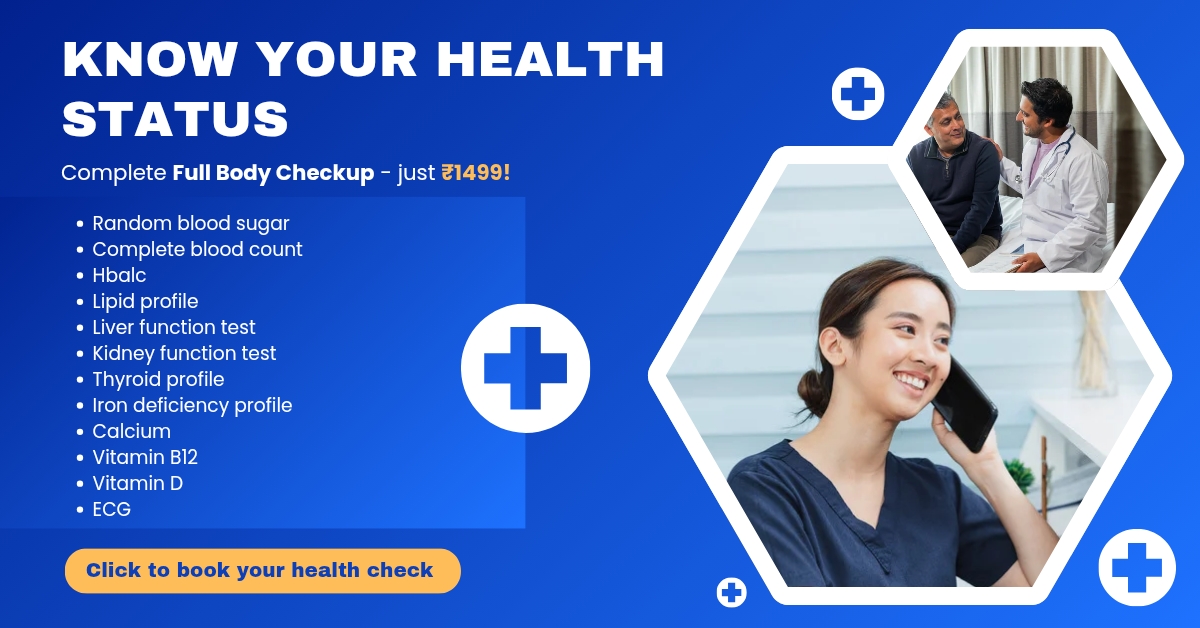 KNOW YOUR HEALTH
STATUS
Complete Full Body Checkup - just ₹1499!
• Random blood sugar
• Complete blood count
• Hbalc
• Lipid profile
• Liver function test
• Kidney function test
• Thyroid profile
• Iron deficiency profile
• Calcium
• Vitamin B12
• Vitamin D
• ECG
Click to book your health check